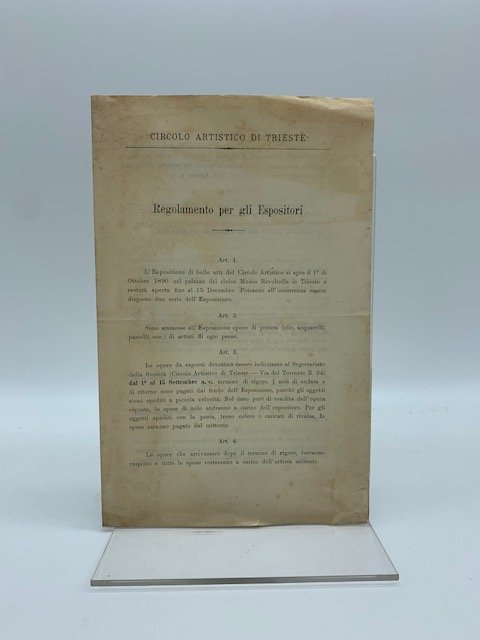 CIRCOLO ARTISTICO DI TRIESTE
Regolamento per gli Espositori
Art. 1.
L'Esposizione di belle arti del Circolo Artistico si apre il 1º di
Ottobre 1890 nel palazzo del civico Museo Revoltella in Trieste e
resterà aperta fino al 15 Decembre. Potranno all'occorrenza essere
disposte due serie dell'Esposizione.
Art. 2.
Sono ammesse all'Esposizione opere di pittura (olle, acquarelli,
pastelli ecc.) di artisti di ogni paese.
Art. 3.
Le opere da esporsi dovranno essere indirizzate al Segretariato
della Società (Circolo Artistico di Trieste — Via del Torrente N. 24)
dal 1º al 15 Settembre a. c. termine di rigore. I noli di andata e
di ritorno sono pagati dal fondo dell'Esposizione, purchè gli oggetti
sieno spediti a piccola velocità. Nel caso però di vendita dell'opera
esposta, le spese di nolo andranno a carico dell'espositore. Per gli
oggetti spediti con la posta, treno celere o caricati di rivalsa, le
spese saranno pagate dal mittente.
Art. 4.
Le opere che arrivassero dopo il termine di rigore, verranno
respinte e tutte le spese resteranno a carico dell'artista mittente.